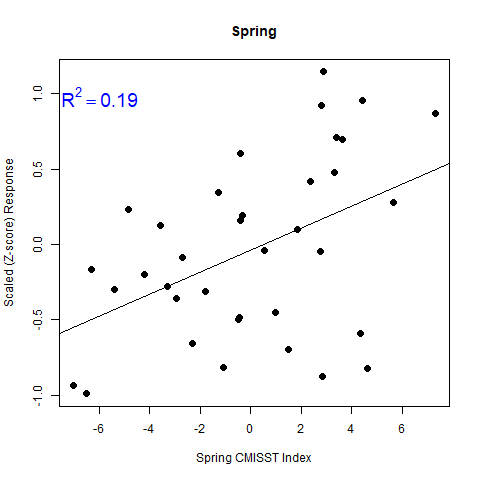 Spring
R² = 0.19
1.0
0.5
0.0
-0.5
-1.0
Scaled (Z-score) Response
-6 -4 -2 0 2 4 6
Spring CMISST Index